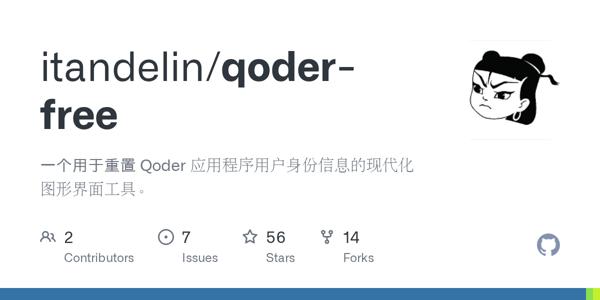 itandelin/qoder-
free
一个用于重置 Qoder 应用程序用户身份信息的现代化
图形界面工具。
2 7 56 14
Contributors Issues Stars Forks